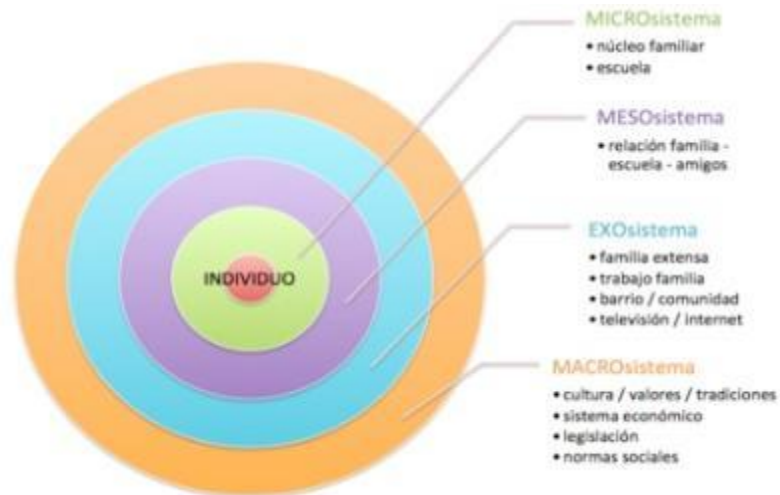 MICROsistema
• núcleo familiar
• escuela
MESOsistema
• relación familia -
escuela - amigos
EXOsistema
• familia extensa
• trabajo familia
• barrio / comunidad
• televisión / internet
MACROsistema
• cultura / valores / tradiciones
• sistema económico
• legislación
• normas sociales
INDIVIDUO